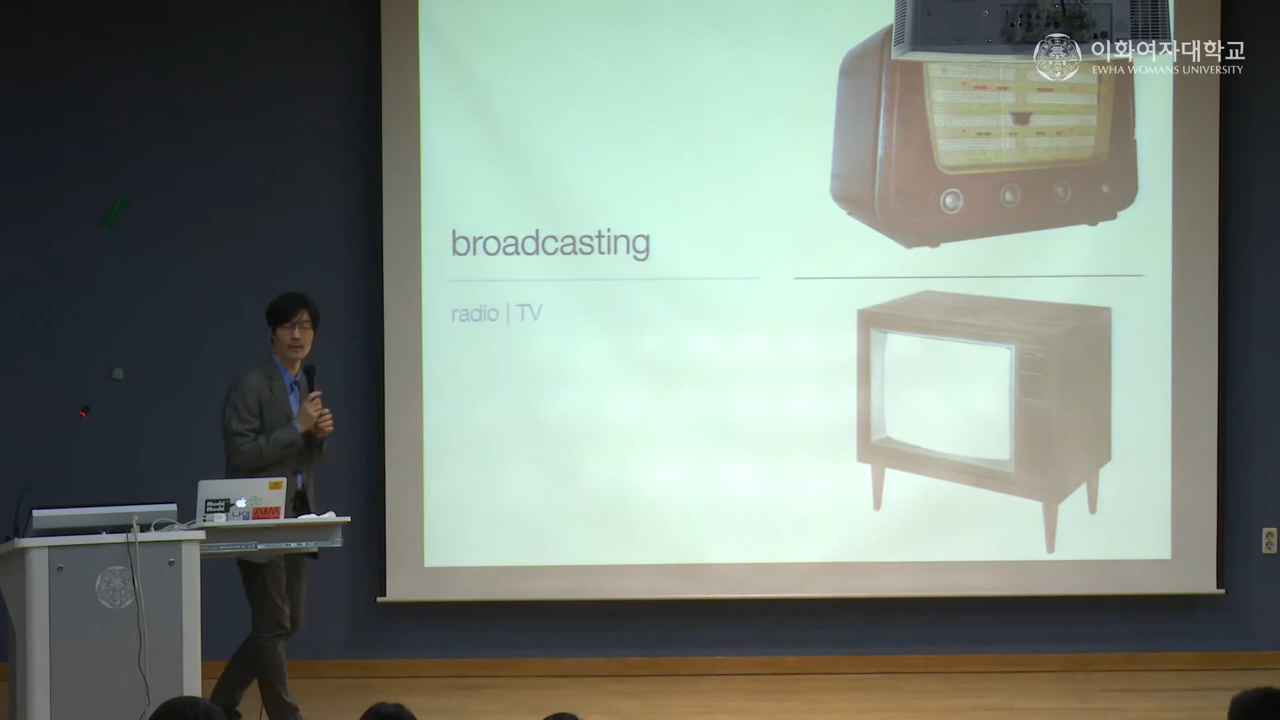 이화여자대학교
EWHA WOMANS UNIVERSITY
broadcasting
radio | TV